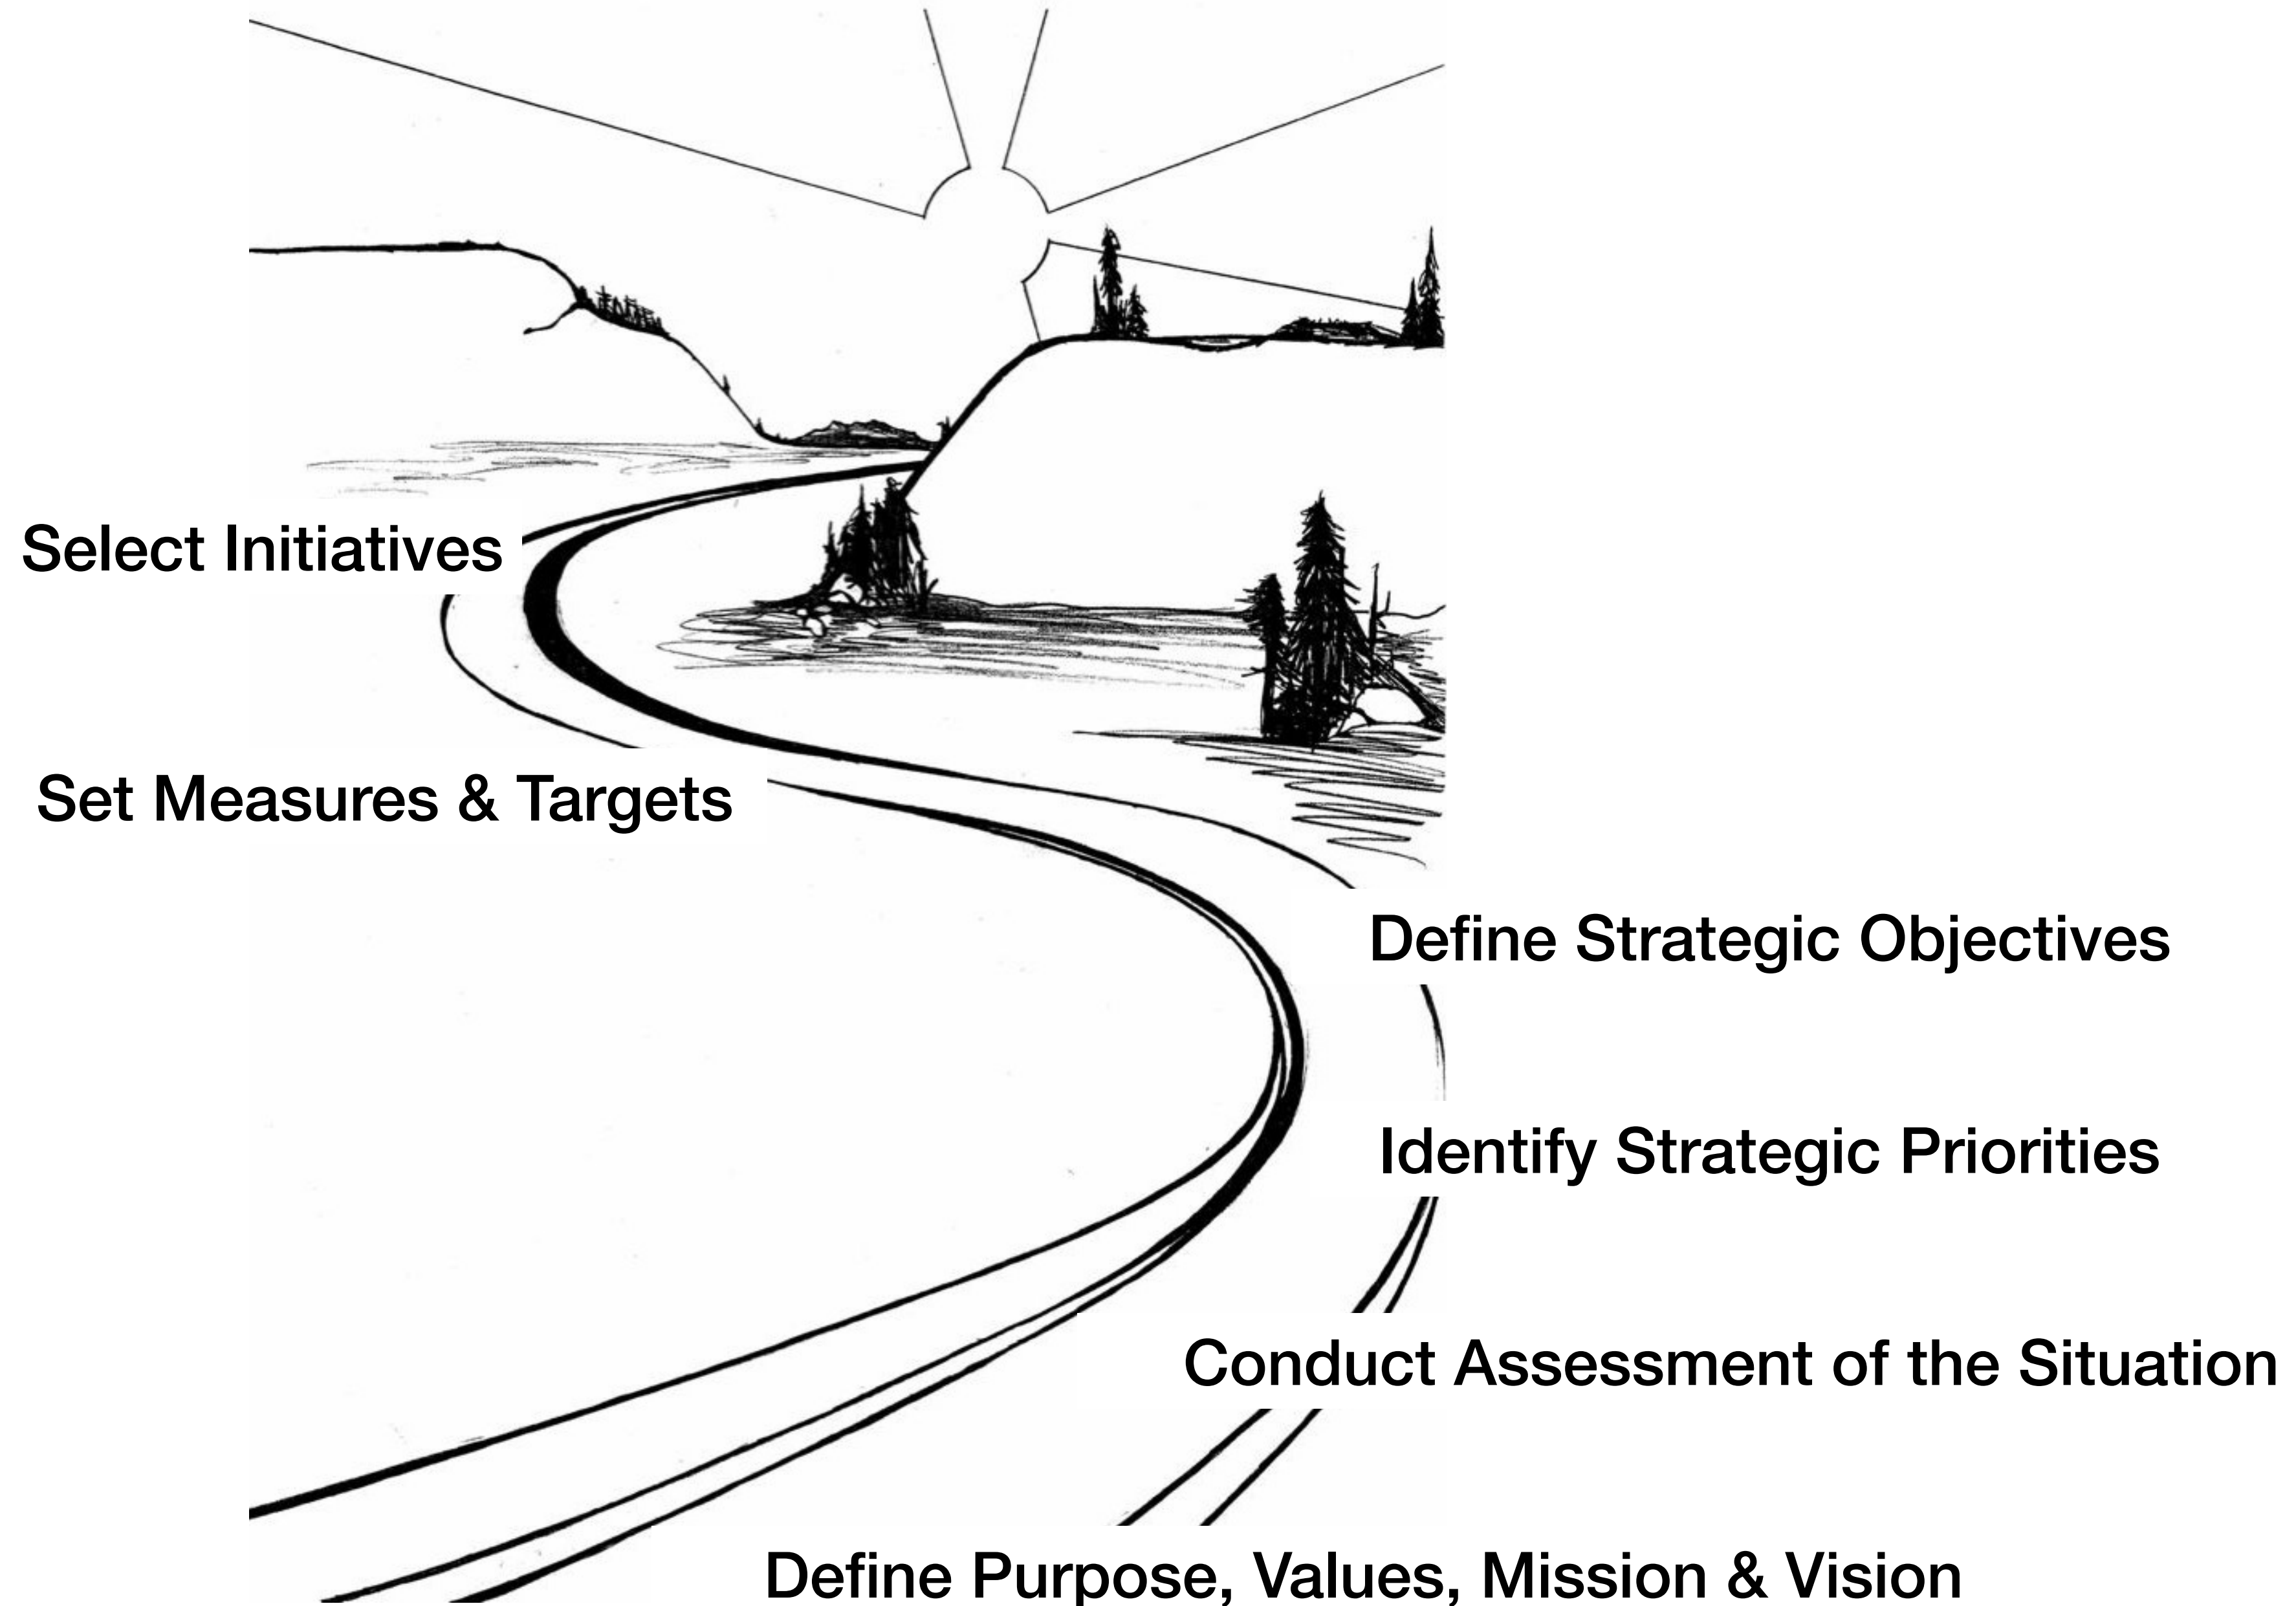 Select Initiatives
Set Measures & Targets
Define Strategic Objectives
Identify Strategic Priorities
Conduct Assessment of the Situation
Define Purpose, Values, Mission & Vision